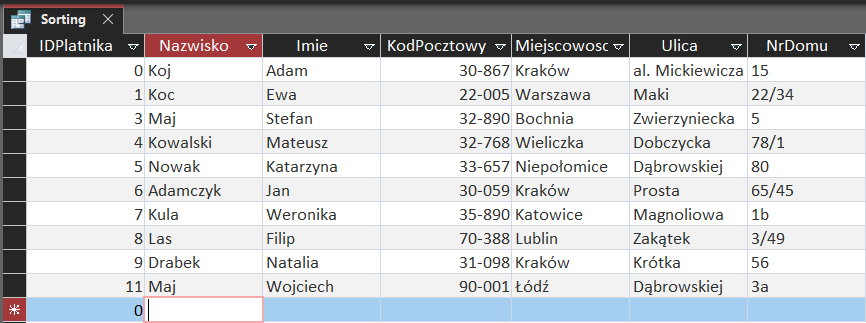 Sorting
IDPlatnika Nazwisko Imie KodPocztowy Miejscowosc Ulica NrDomu
0 Koj Adam 30-867 Kraków al. Mickiewicza 15
1 Koc Ewa 22-005 Warszawa Maki 22/34
3 Maj Stefan 32-890 Bochnia Zwierzyniecka 5
4 Kowalski Mateusz 32-768 Wieliczka Dobczycka 78/1
5 Nowak Katarzyna 33-657 Niepołomice Dąbrowskiej 80
6 Adamczyk Jan 30-059 Kraków Prosta 65/45
7 Kula Weronika 35-890 Katowice Magnoliowa 1b
8 Las Filip 70-388 Lublin Zakątek 3/49
9 Drabek Natalia 31-098 Kraków Krótka 56
11 Maj Wojciech 90-001 Łódź Dąbrowskiej 3a
0